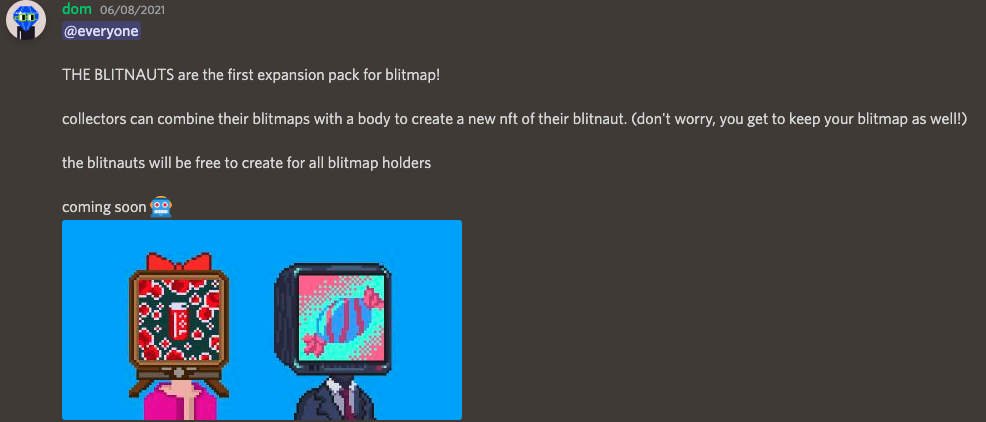 dom 06/08/2021
@everyone
THE BLITNAUTS are the first expansion pack for blitmap!
collectors can combine their blitmaps with a body to create a new nft of their blitnaut. (don't worry, you get to keep your blitmap as well!)
the blitnauts will be free to create for all blitmap holders
coming soon